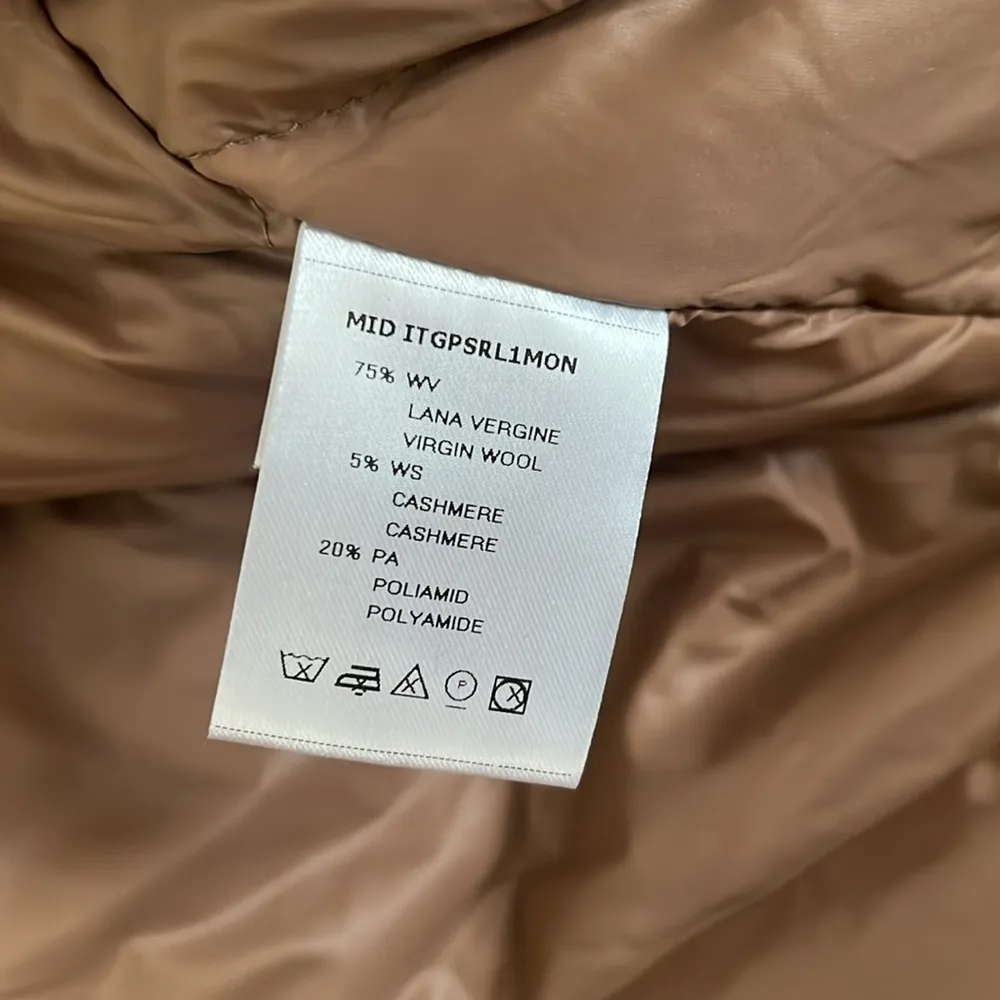 MID ITGPSRL1MON
75% WV
LANA VERGINE
VIRGIN WOOL
5% WS
CASHMERE
CASHMERE
20% PA
POLIAMID
POLYAMIDE
P